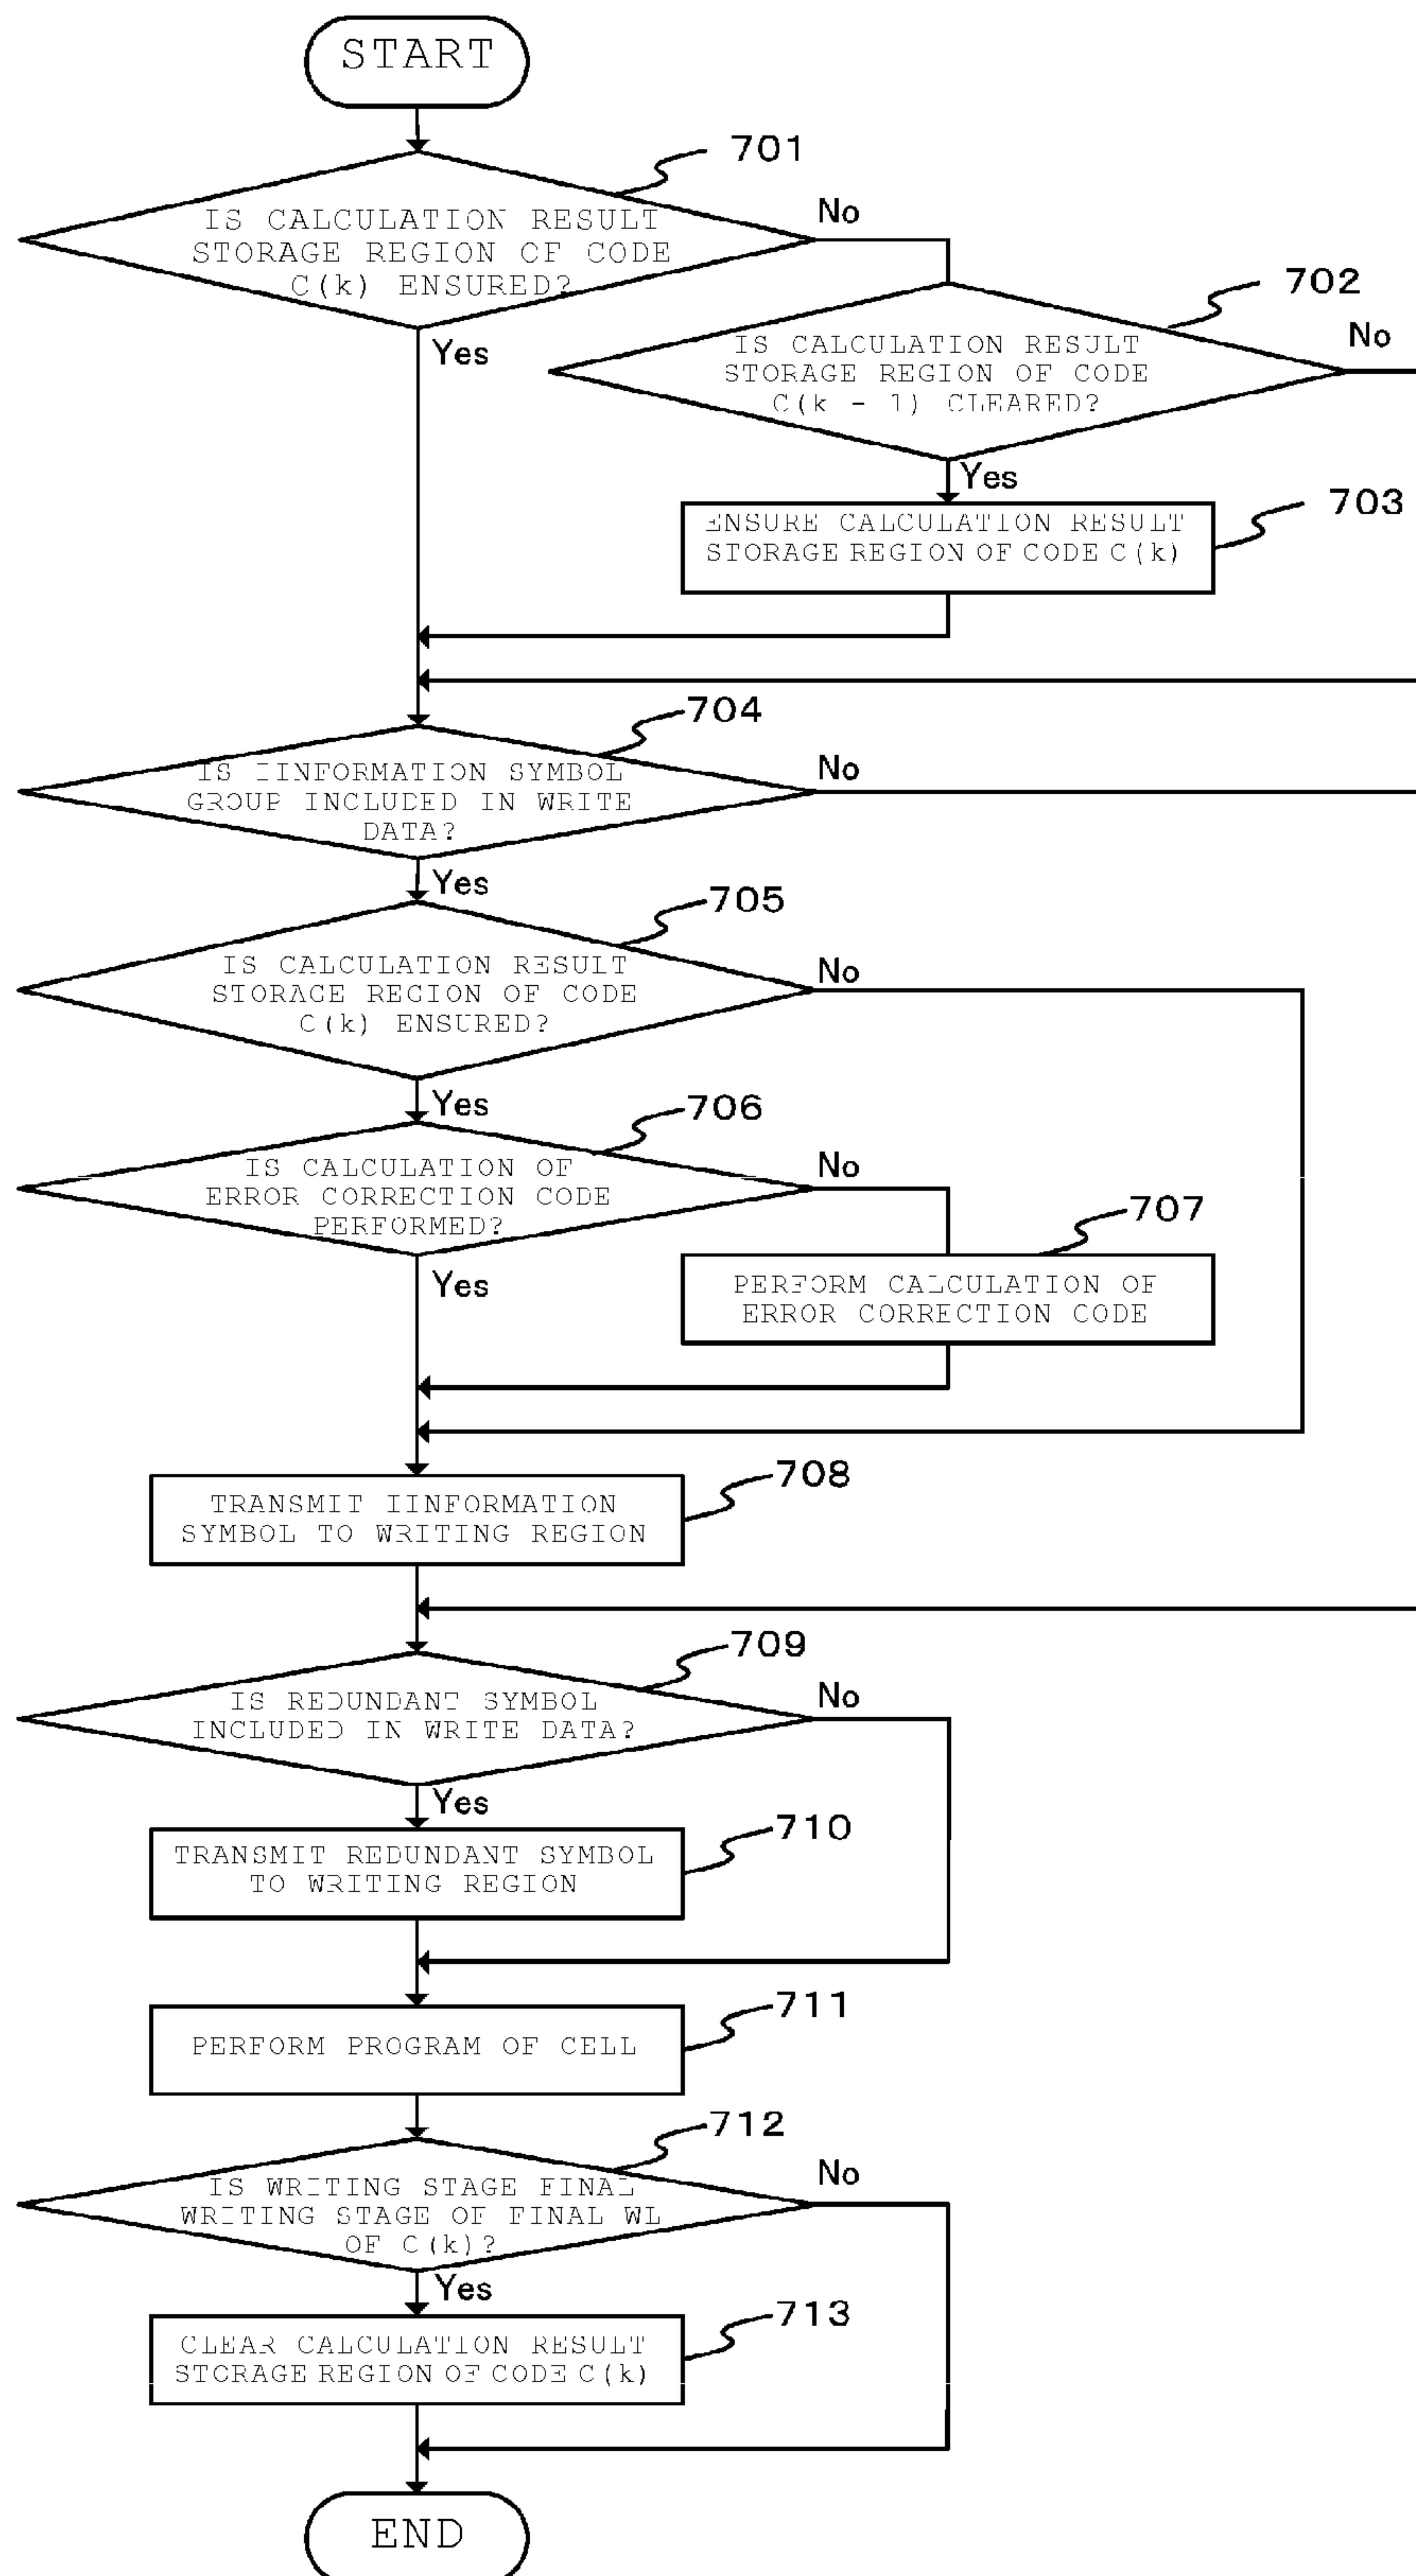 START
701
IS CALCULATION RESULT
STORAGE REGION OF CODE
C(k) ENSURED?
No
Yes
702
IS CALCULATION RESULT
STORAGE REGION OF CODE
C(k - 1) CLEARED?
No
Yes
703
ENSURE CALCULATION RESULT
STORAGE REGION OF CODE C(k)
704
IS IINFORMATION SYMBOL
GROUP INCLUDED IN WRITE
DATA?
No
Yes
705
IS CALCULATION RESULT
STORAGE REGION OF CODE
C(k) ENSURED?
No
Yes
706
IS CALCULATION OF
ERROR CORRECTION CODE
PERFORMED?
No
Yes
707
PERFORM CALCULATION OF
ERROR CORRECTION CODE
708
TRANSMIT IINFORMATION
SYMBOL TO WRITING REGION
709
IS REDUNDANT SYMBOL
INCLUDED IN WRITE DATA?
No
Yes
710
TRANSMIT REDUNDANT SYMBOL
TO WRITING REGION
711
PERFORM PROGRAM OF CELL
712
IS WRITING STAGE FINAL
WRITING STAGE OF FINAL WL
OF C(k)?
No
Yes
713
CLEAR CALCULATION RESULT
STORAGE REGION OF CODE C(k)
END